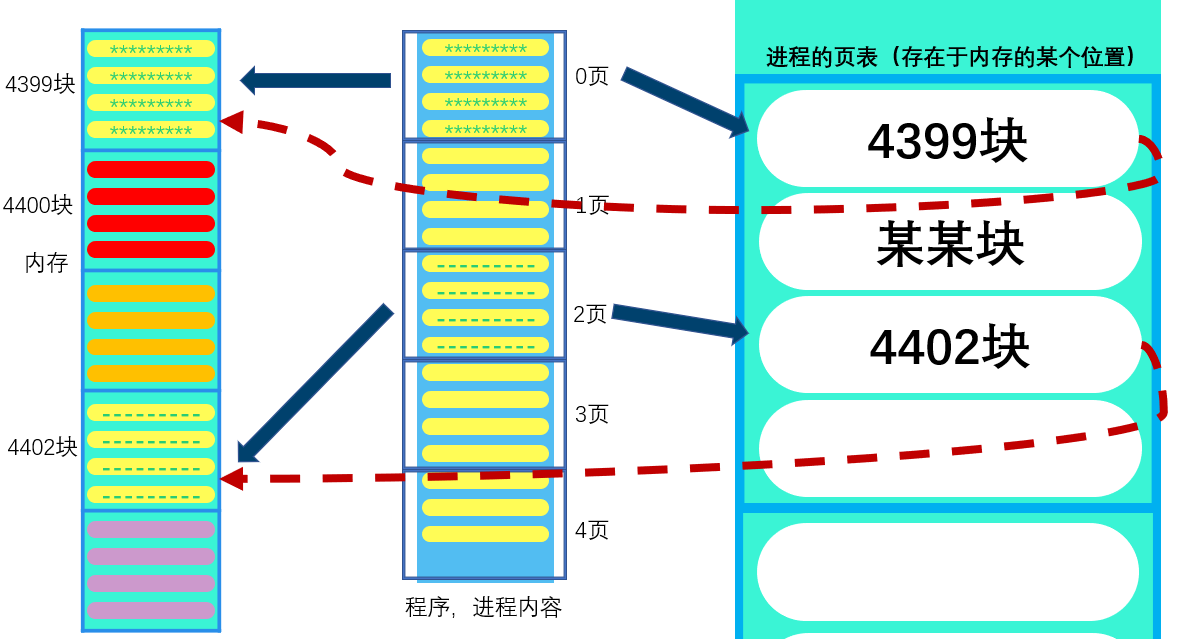 4399块
*********
*********
*********
*********
4400块
内存
4402块
----------
----------
----------
----------
*********
*********
*********
*********
----------
----------
----------
----------
程序，进程内容
0页
1页
2页
3页
4页
进程的页表（存在于内存的某个位置）
4399块
某某块
4402块